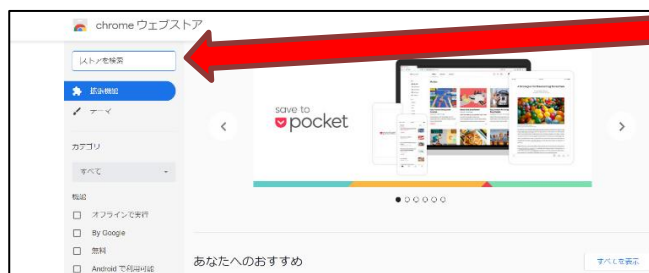 chrome ウェブストア
ストアを検索
拡張機能
テーマ
save to
pocket
カテゴリ
すべて
機能
オフラインで実行
By Google
無料
Android で利用可能
あなたへのおすすめ
すべてを表示